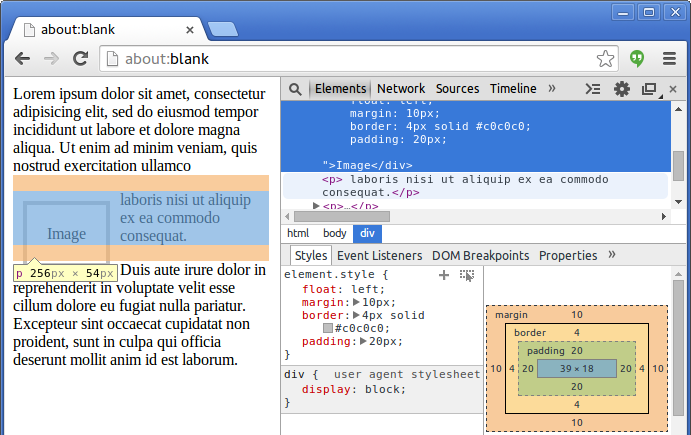 about:blank
about:blank
Lorem ipsum dolor sit amet, consectetur
adipisicing elit, sed do eiusmod tempor
incididunt ut labore et dolore magna
aliqua. Ut enim ad minim veniam, quis
nostrud exercitation ullamco
laboris nisi ut aliquip
ex ea commodo
consequat.
Image
p 256px × 54px
Duis aute irure dolor in
reprehenderit in voluptate velit esse
cillum dolore eu fugiat nulla pariatur.
Excepteur sint occaecat cupidatat non
proident, sunt in culpa qui officia
deserunt mollit anim id est laborum.
Elements Network Sources Timeline »
float: left;
margin: 10px;
border: 4px solid #c0c0c0;
padding: 20px;
">Image</div>
<p> laboris nisi ut aliquip ex ea commodo
consequat.</p>
<p>…</p>
html body div
Styles Event Listeners DOM Breakpoints Properties »
element.style {
float: left;
margin: 10px;
border: 4px solid
#c0c0c0;
padding: 20px;
}
div { user agent stylesheet
display: block;
}
margin 10
border 4
padding 20
10 4 20 39 × 18 20 4 10
20
4
10